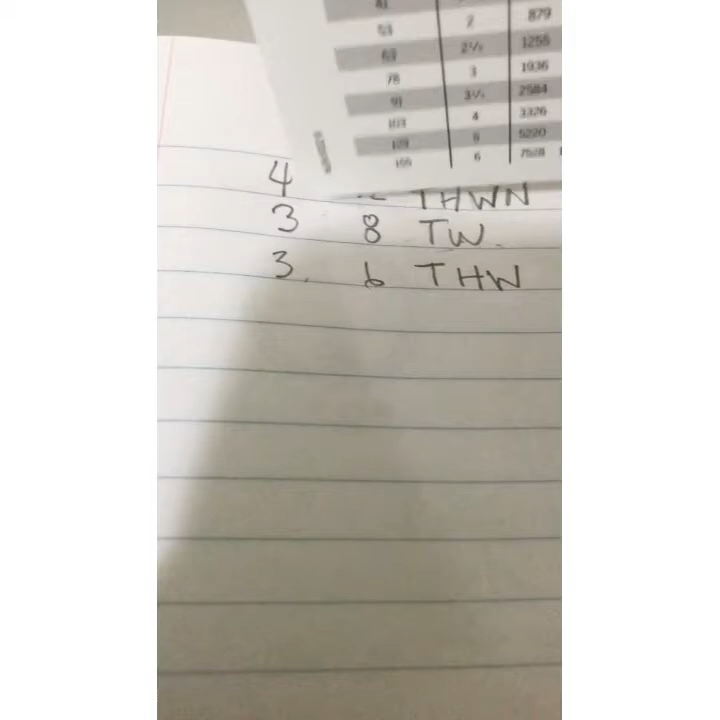 41
53 2 879
63 2½ 1255
78 3 1936
91 3½ 2584
103 4 3326
129 5 5220
155 6 7528
4 THWN
3 8 TW
3. 6 THW